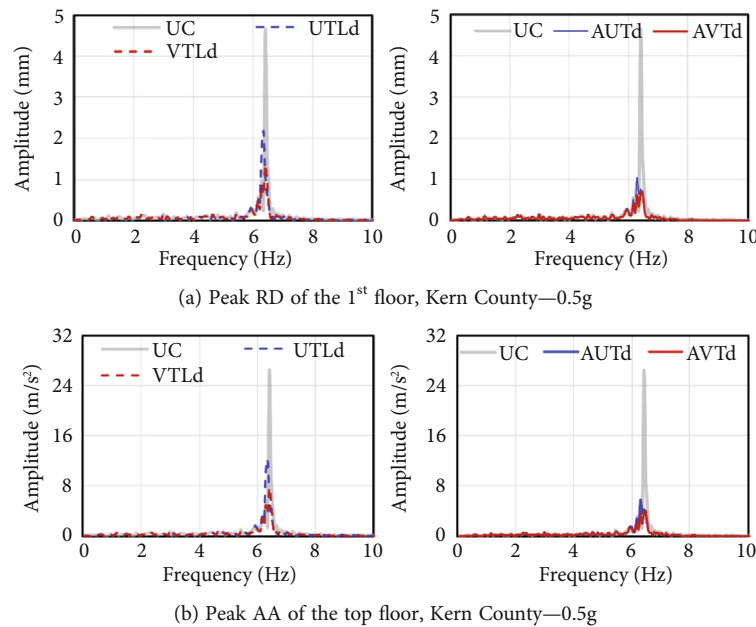 UC UTLd
VTLd
5
4
3
2
1
0
0 2 4 6 8 10
Amplitude (mm)
Frequency (Hz)
UC AUTd AVTd
5
4
3
2
1
0
0 2 4 6 8 10
Amplitude (mm)
Frequency (Hz)
(a) Peak RD of the 1st floor, Kern County—0.5g
UC UTLd
VTLd
32
24
16
8
0
0 2 4 6 8 10
Amplitude (m/s²)
Frequency (Hz)
UC AUTd AVTd
32
24
16
8
0
0 2 4 6 8 10
Amplitude (m/s²)
Frequency (Hz)
(b) Peak AA of the top floor, Kern County—0.5g